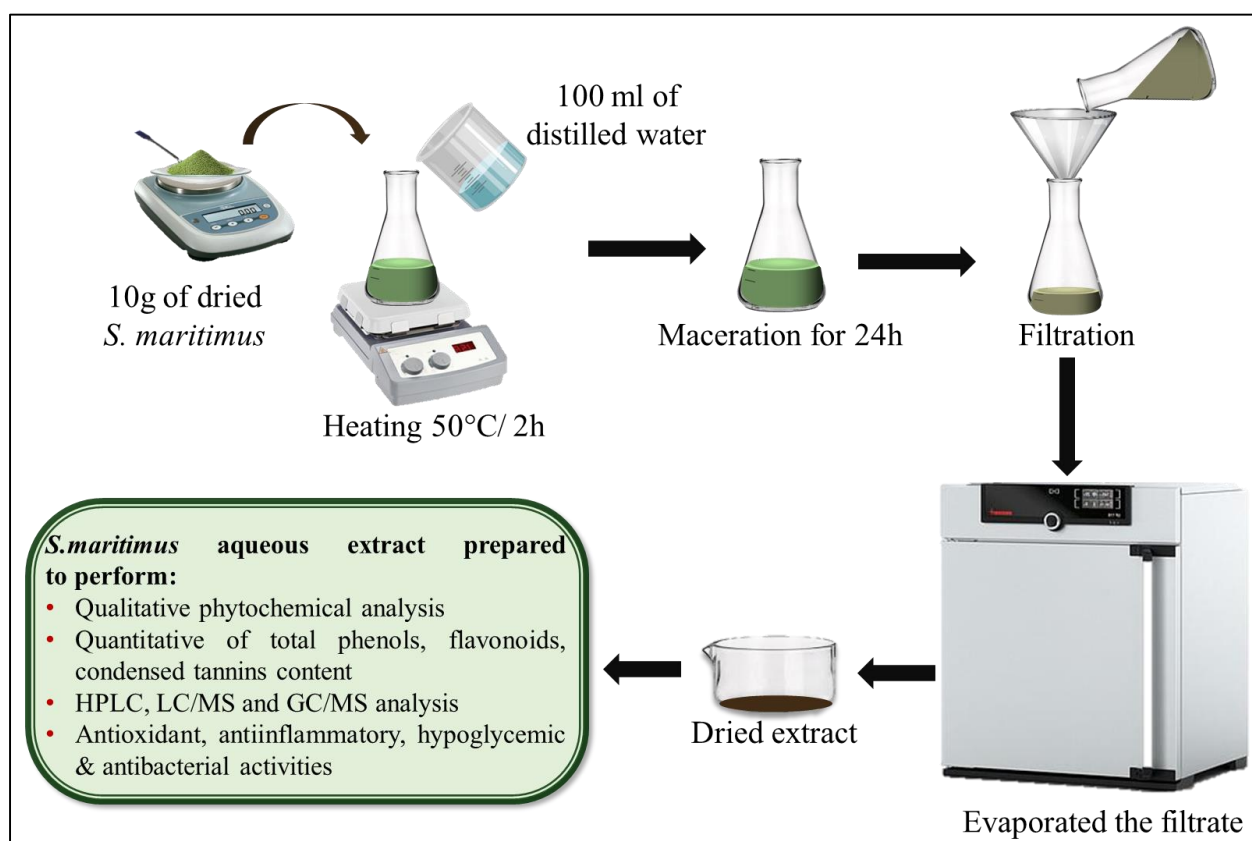 100 ml of
distilled water
10g of dried
S. maritimus
Heating 50°C/ 2h
Maceration for 24h
Filtration
Evaporated the filtrate
Dried extract
S.maritimus aqueous extract prepared
to perform:
• Qualitative phytochemical analysis
• Quantitative of total phenols, flavonoids,
condensed tannins content
• HPLC, LC/MS and GC/MS analysis
• Antioxidant, antiinflammatory, hypoglycemic
& antibacterial activities